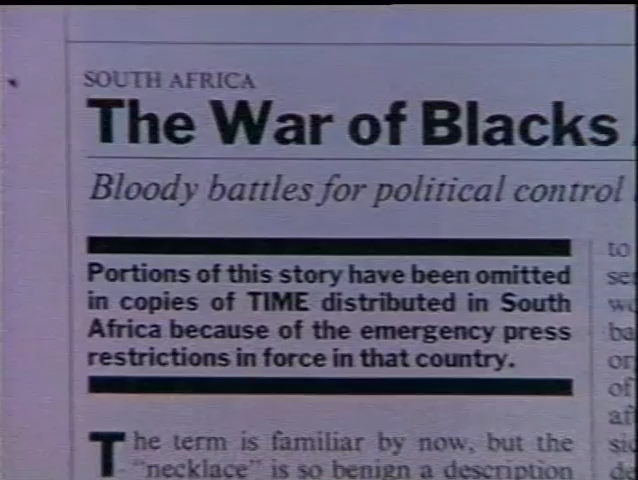 SOUTH AFRICA
The War of Blacks
Bloody battles for political control
Portions of this story have been omitted
in copies of TIME distributed in South
Africa because of the emergency press
restrictions in force in that country.
The term is familiar by now, but the
"necklace" is so benign a description
to
of